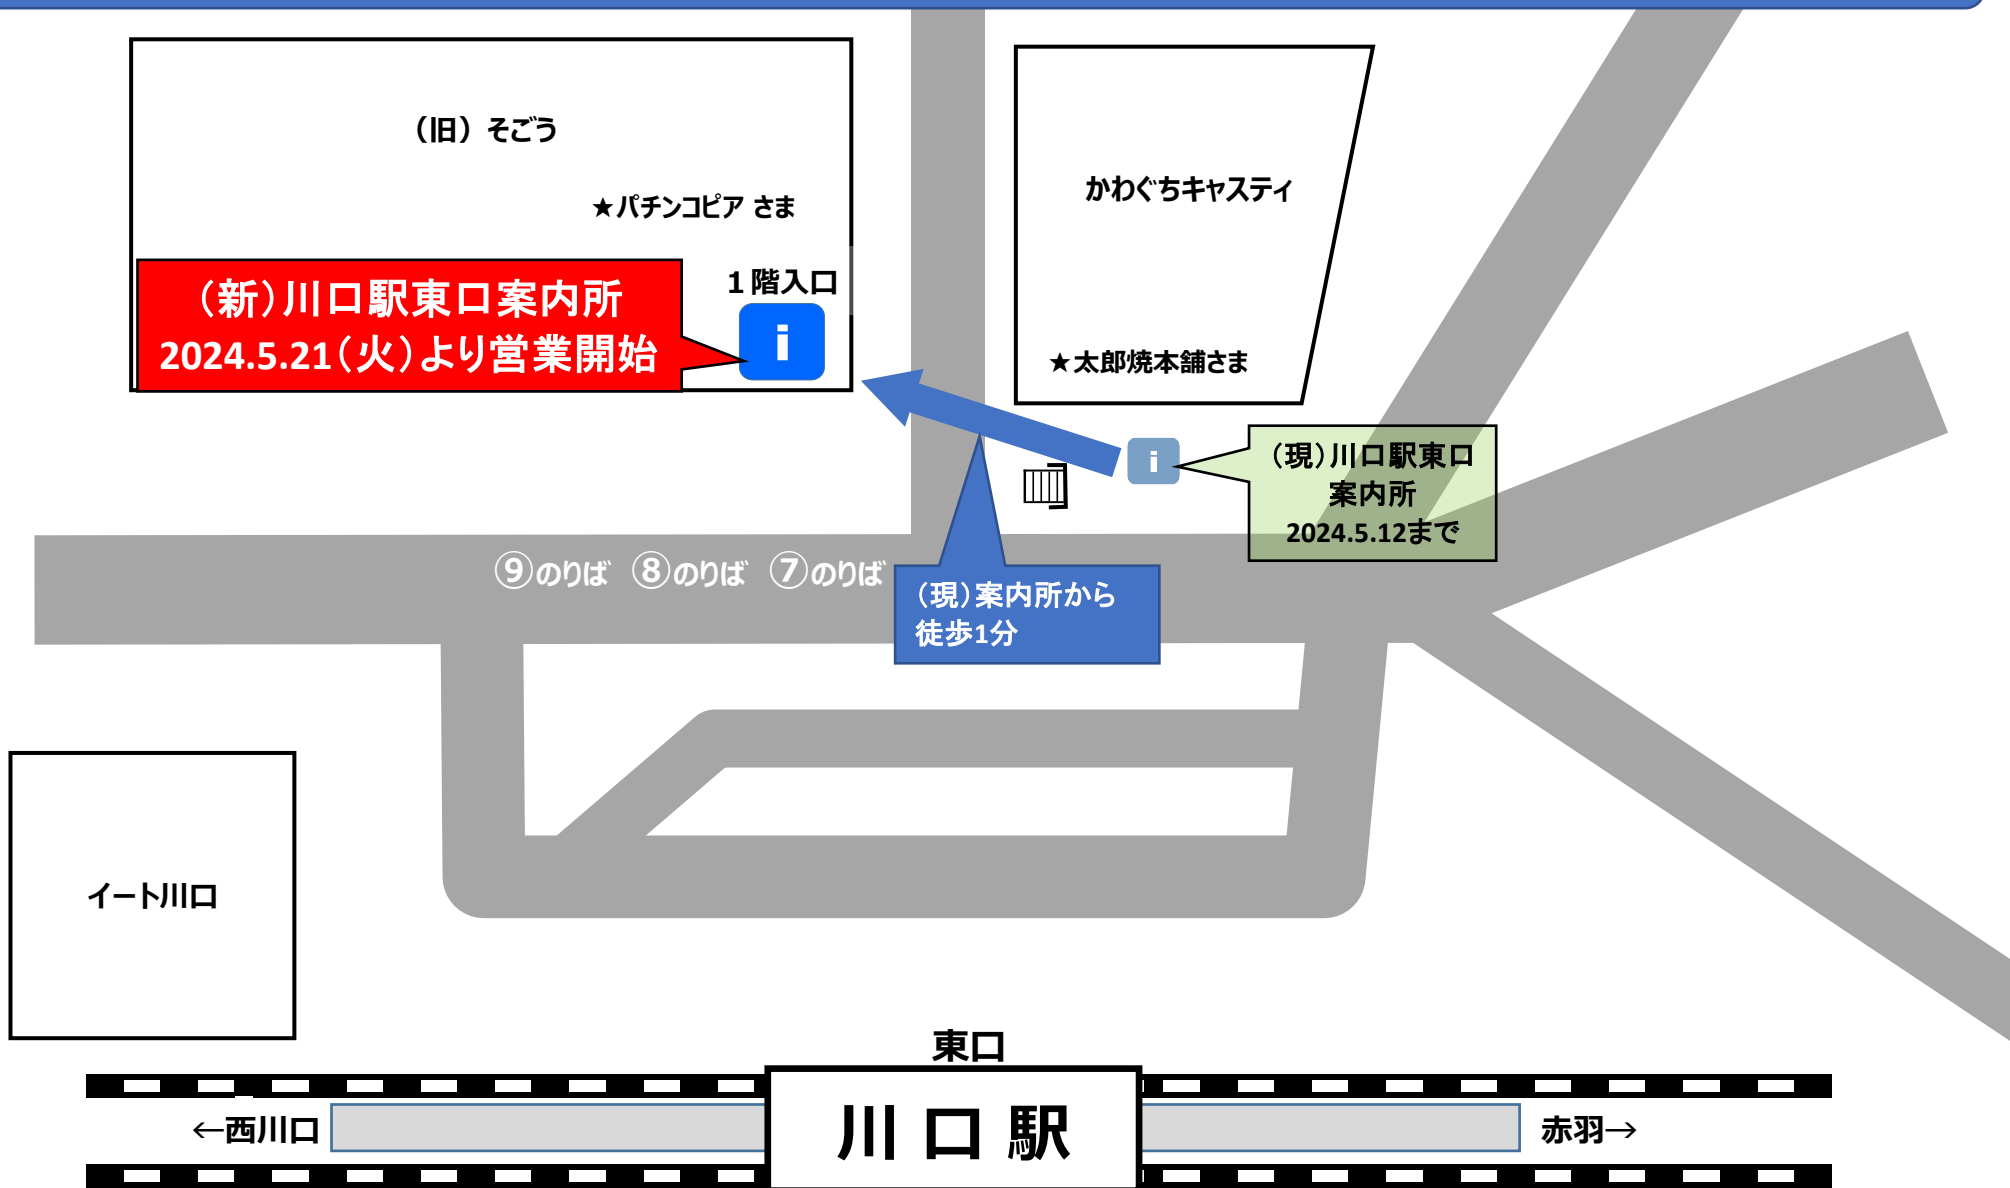 （旧）そごう
かわぐちキャスティ
★パチンコピア さま
１階入口
i
（新）川口駅東口案内所
2024.5.21（火）より営業開始
★太郎焼本舗さま
i
（現）川口駅東口
案内所
2024.5.12まで
⑨のりば ⑧のりば ⑦のりば
（現）案内所から
徒歩1分
イート川口
東口
川口駅
←西川口
赤羽→